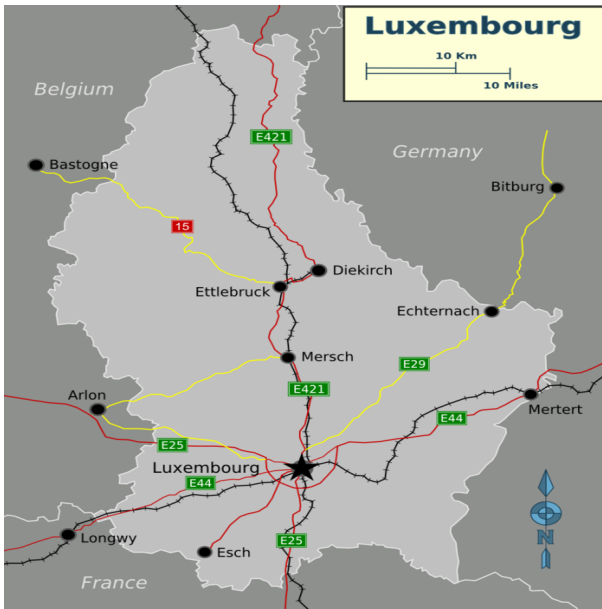 Luxembourg
10 Km
10 Miles
Belgium
E421
Germany
Bastogne
Bitburg
15
Diekirch
Ettlebruck
Echternach
Mersch
E29
E421
Arlon
Mertert
E44
E25
Luxembourg
E44
Longwy
E25
Esch
France
N